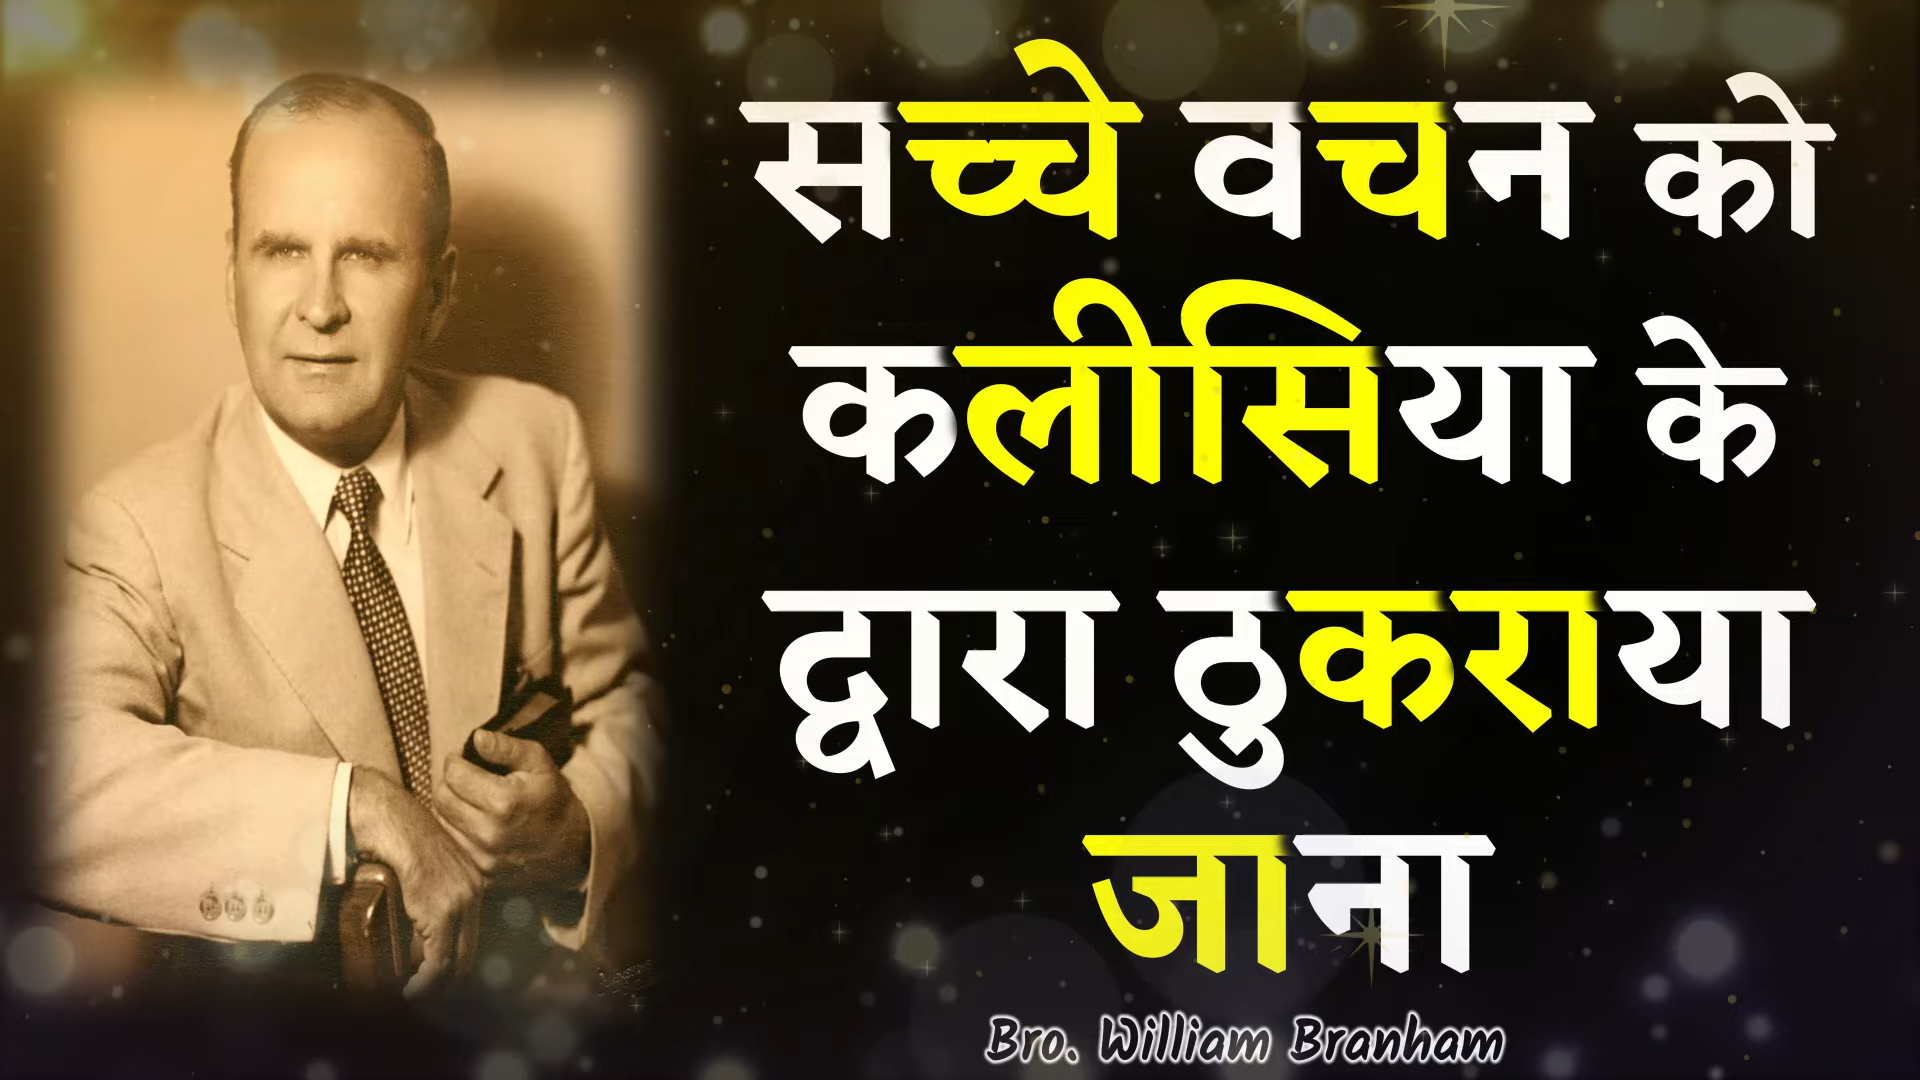 सच्चे वचन को
कलीसिया के
द्वारा ठुकराया
जाना
Bro. William Branham